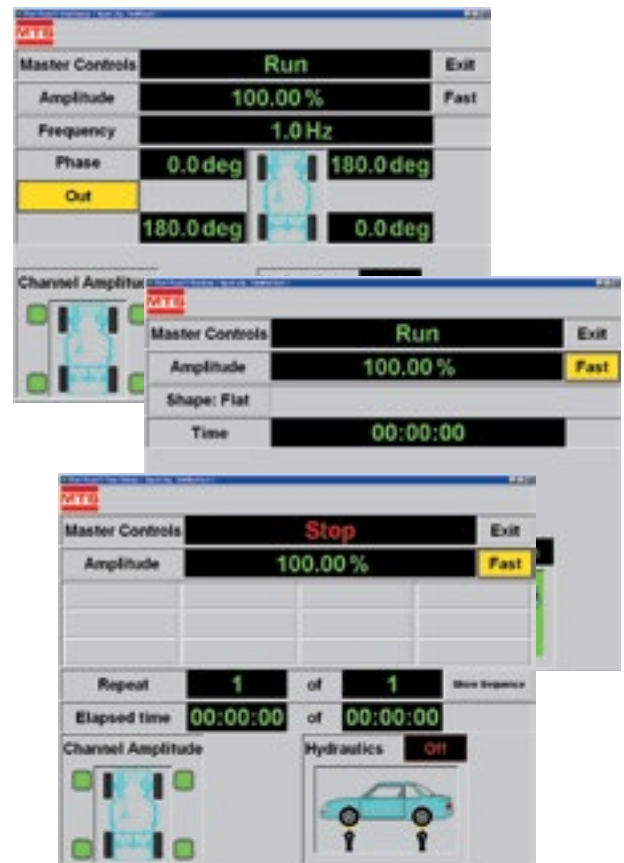 MTS
Master Controls Run Exit
Amplitude 100.00 % Fast
Frequency 1.0 Hz
Phase 0.0 deg 180.0 deg
Out
180.0 deg 0.0 deg
Channel
MTS
Master Controls Run Exit
Amplitude 100.00 % Fast
Shape: Flat
Time 00:00:00
MTS
Master Controls Stop Exit
Amplitude 100.00 % Fast
Repeat 1 of 1 Show Sequence
Elapsed time 00:00:00 of 00:00:00
Channel Amplitude Hydraulics Off